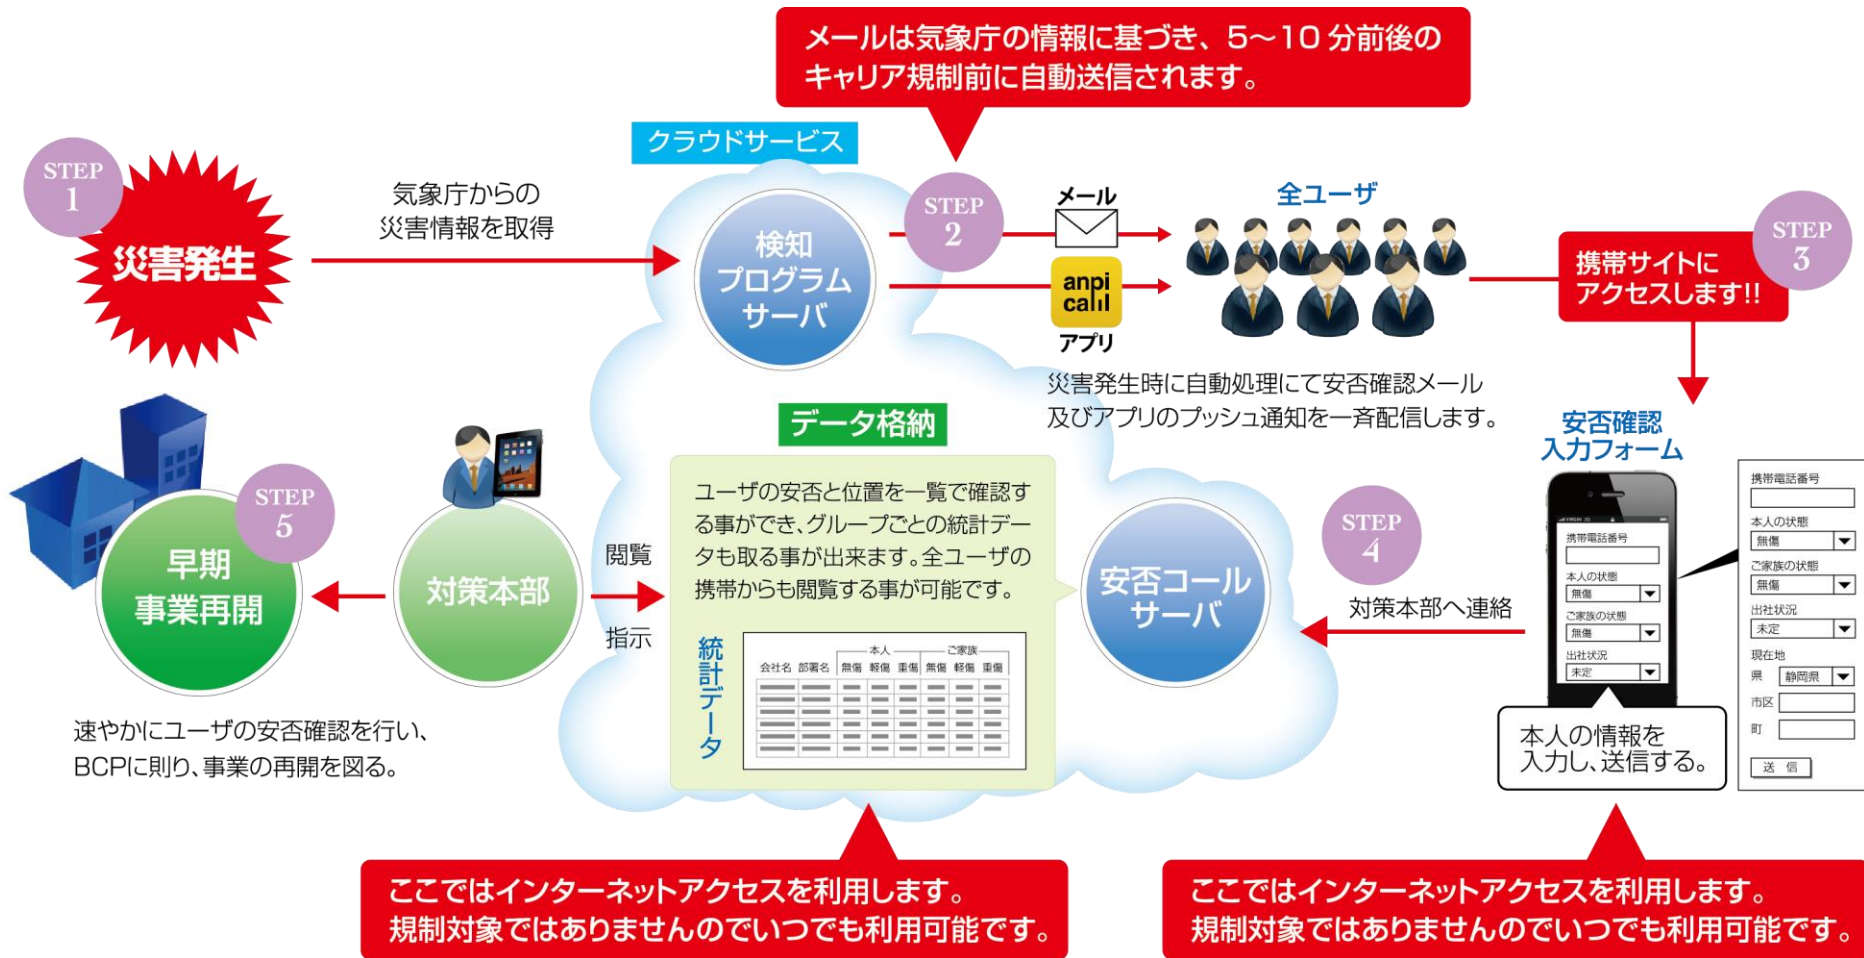 メールは気象庁の情報に基づき、5〜10分前後の
キャリア規制前に自動送信されます。
クラウドサービス
STEP
1
災害発生
気象庁からの
災害情報を取得
検知
プログラム
サーバ
STEP
2
メール
anpi
call
アプリ
全ユーザ
STEP
3
携帯サイトに
アクセスします!!
災害発生時に自動処理にて安否確認メール
及びアプリのプッシュ通知を一斉配信します。
安否確認
入力フォーム
携帯電話番号
本人の状態
無傷
ご家族の状態
無傷
出社状況
未定
携帯電話番号
本人の状態
無傷
ご家族の状態
無傷
出社状況
未定
現在地
県 静岡県
市区
町
送 信
本人の情報を
入力し、送信する。
STEP
4
対策本部へ連絡
安否コール
サーバ
データ格納
ユーザの安否と位置を一覧で確認す
る事ができ、グループごとの統計デー
タも取る事が出来ます。全ユーザの
携帯からも閲覧する事が可能です。
統計データ
本人 ご家族
会社名 部署名 無傷 軽傷 重傷 無傷 軽傷 重傷
閲覧
指示
対策本部
STEP
5
早期
事業再開
速やかにユーザの安否確認を行い、
BCPに則り、事業の再開を図る。
ここではインターネットアクセスを利用します。
規制対象ではありませんのでいつでも利用可能です。
ここではインターネットアクセスを利用します。
規制対象ではありませんのでいつでも利用可能です。